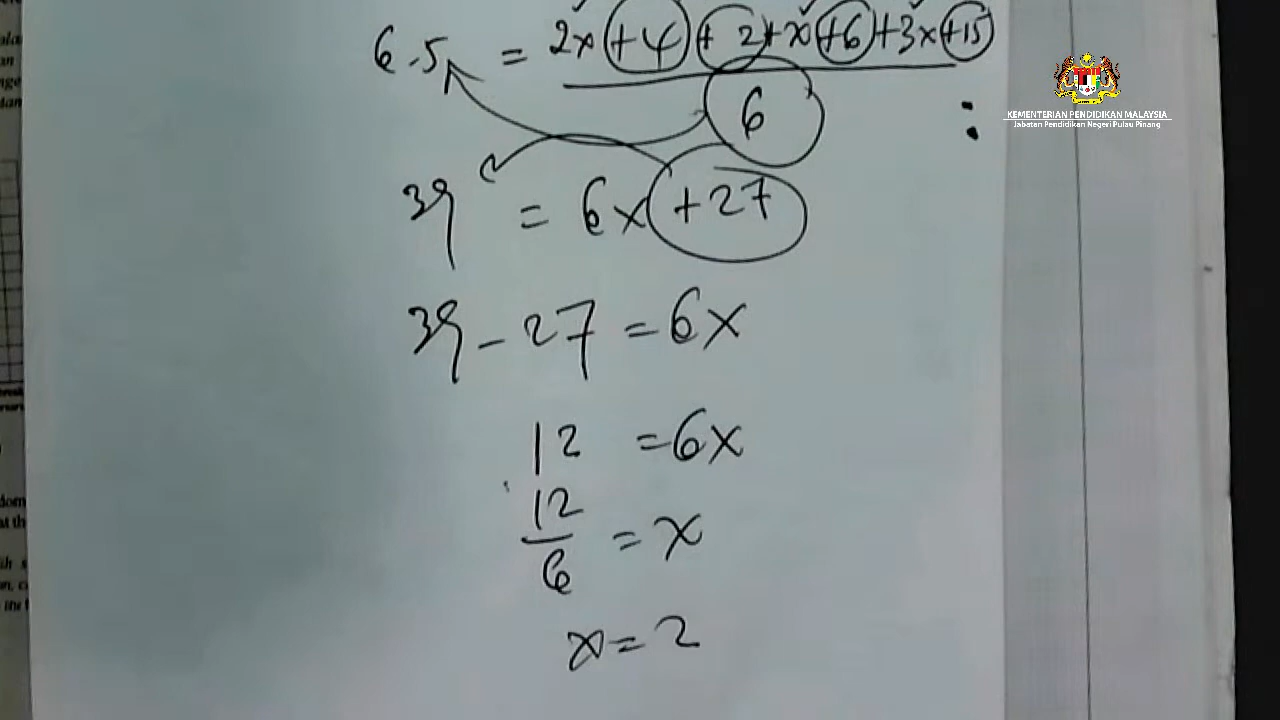 6.5 = 2x+4+2+x+6+3x+15
6
KEMENTERIAN PENDIDIKAN MALAYSIA
Jabatan Pendidikan Negeri Pulau Pinang
:
39 = 6x+27
39 - 27 = 6x
12 = 6x
12
6
= x
x = 2